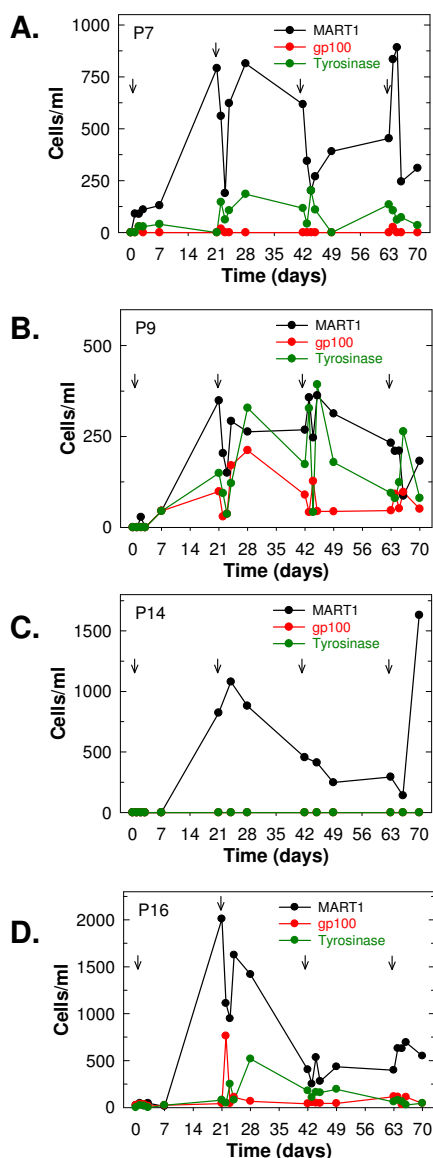 A.
P7
MART1
gp100
Tyrosinase
1000
750
500
250
0
Cells/ml
0 7 14 21 28 35 42 49 56 63 70
Time (days)
B.
P9
MART1
gp100
Tyrosinase
500
250
0
Cells/ml
0 7 14 21 28 35 42 49 56 63 70
Time (days)
C.
P14
MART1
gp100
Tyrosinase
1500
1000
500
0
Cells/ml
0 7 14 21 28 35 42 49 56 63 70
Time (days)
D.
P16
MART1
gp100
Tyrosinase
2000
1500
1000
500
0
Cells/ml
0 7 14 21 28 35 42 49 56 63 70
Time (days)